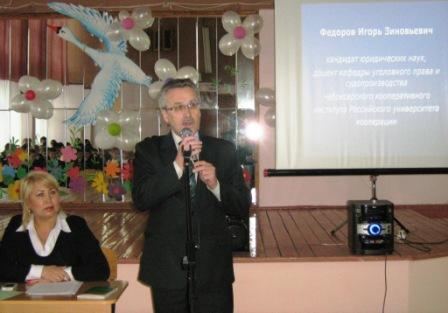 Федоров Игорь Зиновьевич
кандидат юридических наук,
доцент кафедры уголовного права и
судопроизводства
Чебоксарского кооперативного
института Российского университета
кооперации